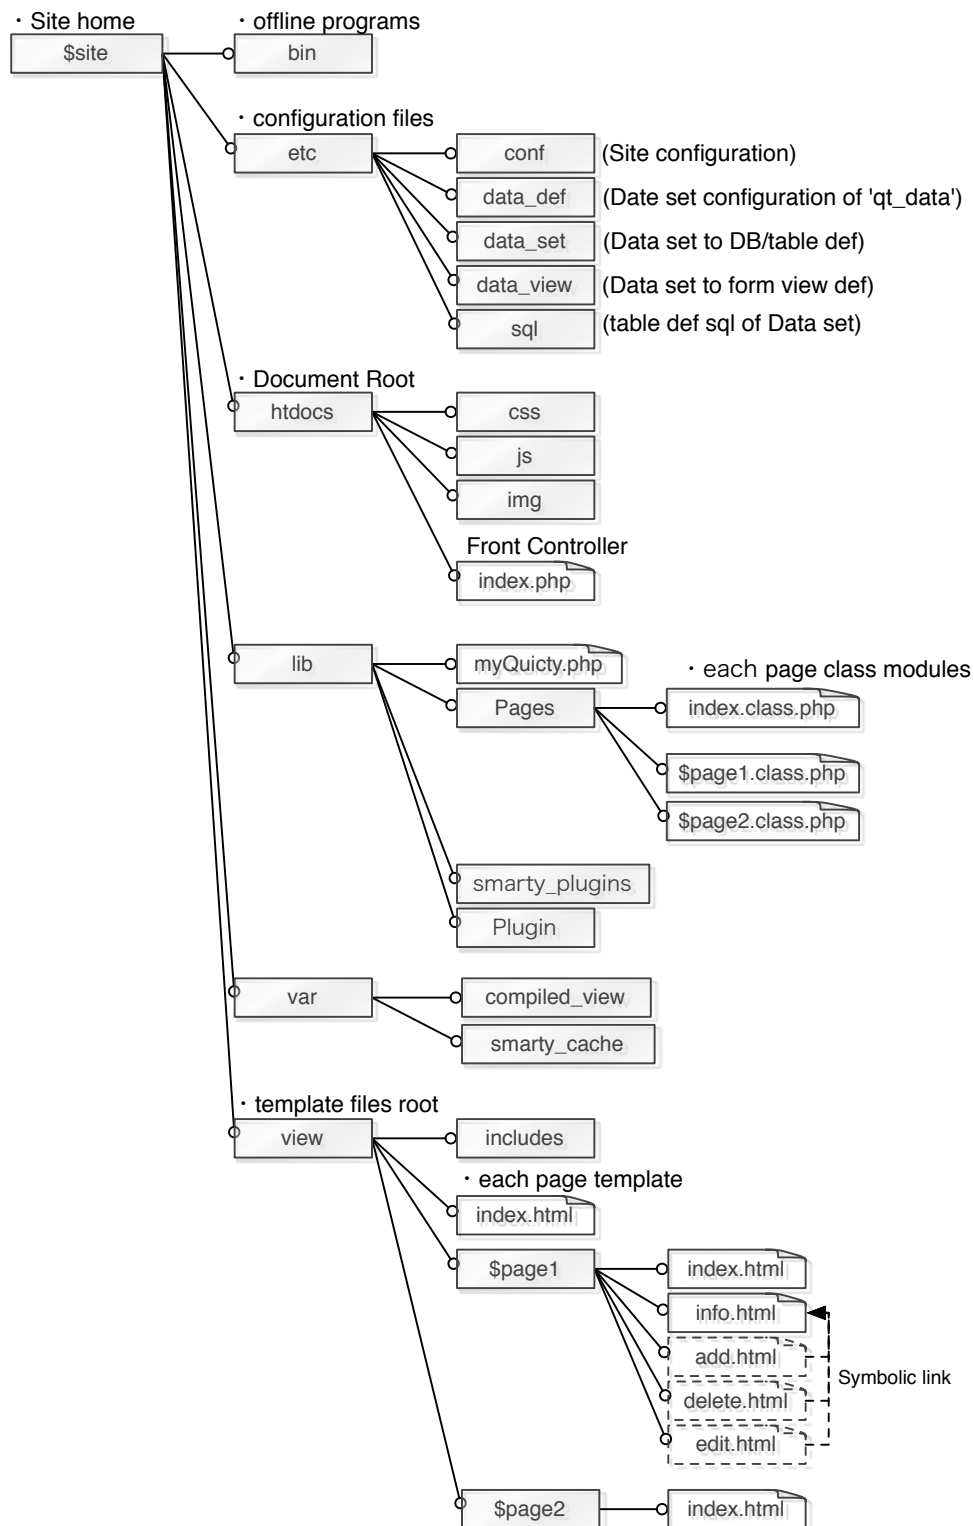 ・Site home
・offline programs
$site
bin
・configuration files
etc
conf
(Site configuration)
data_def
(Date set configuration of 'qt_data')
data_set
(Data set to DB/table def)
data_view
(Data set to form view def)
sql
(table def sql of Data set)
・Document Root
htdocs
css
js
img
Front Controller
index.php
lib
myQuicty.php
・each page class modules
Pages
index.class.php
$page1.class.php
$page2.class.php
smarty_plugins
Plugin
var
compiled_view
smarty_cache
・template files root
view
includes
・each page template
index.html
$page1
index.html
info.html
add.html
Symbolic link
delete.html
edit.html
$page2
index.html